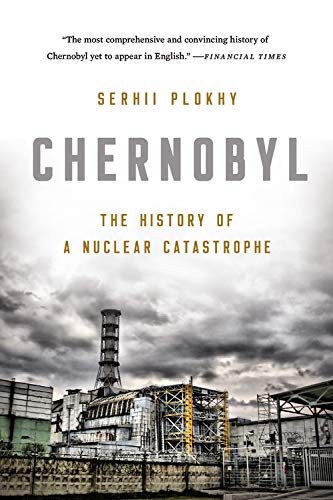 “The most comprehensive and convincing history of
Chernobyl yet to appear in English.” —FINANCIAL TIMES
SERHII PLOKHY
CHERNOBYL
THE HISTORY OF
A NUCLEAR CATASTROPHE